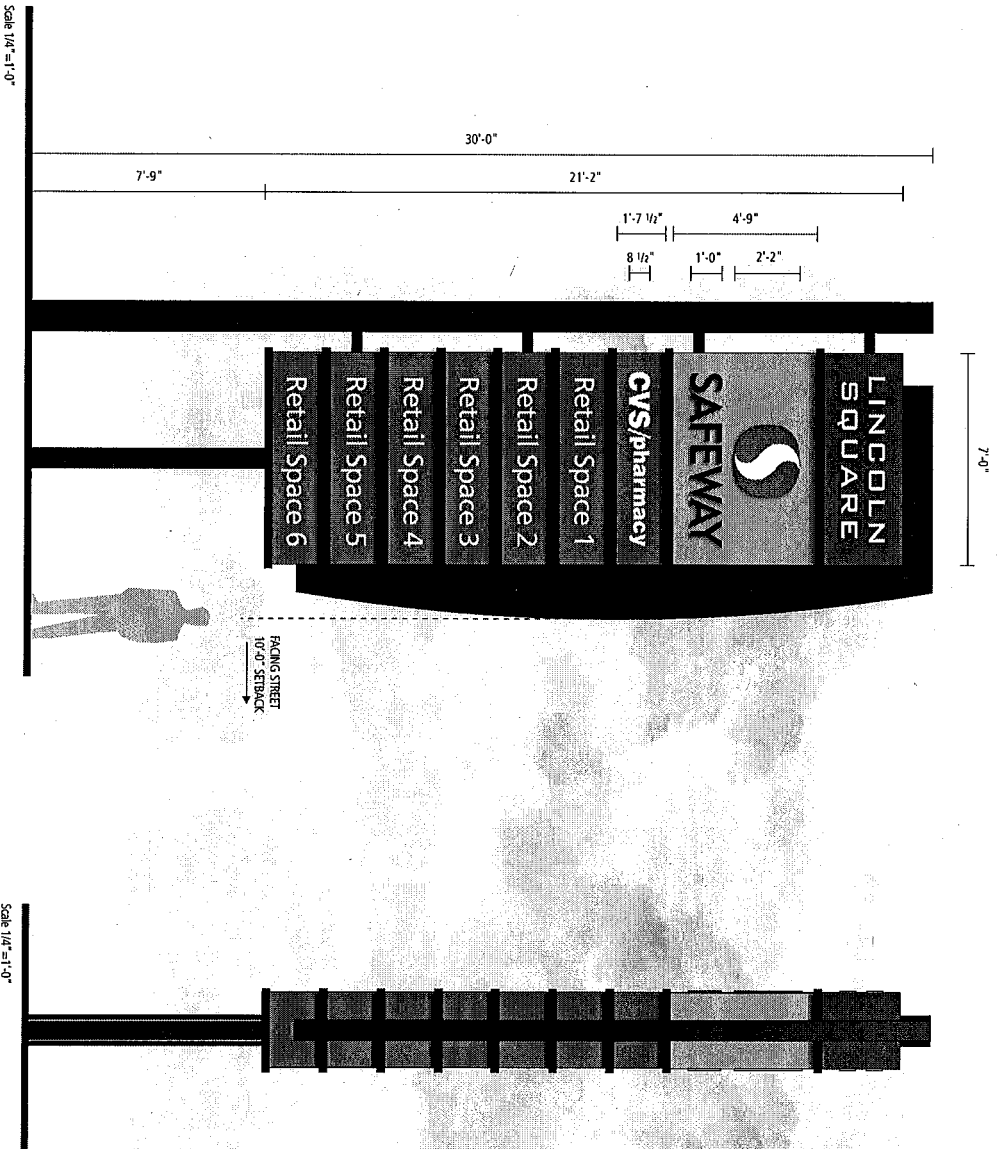 30'-0"
7'-9"
21'-2"
1'-7 1/2"
4'-9"
8 1/2"
1'-0"
2'-2"
7'-0"
LINCOLN
SQUARE
SAFEWAY
CVS/pharmacy
Retail Space 1
Retail Space 2
Retail Space 3
Retail Space 4
Retail Space 5
Retail Space 6
FACING STREET
10'-0" SETBACK
Scale 1/4"=1'-0"
Scale 1/4"=1'-0"